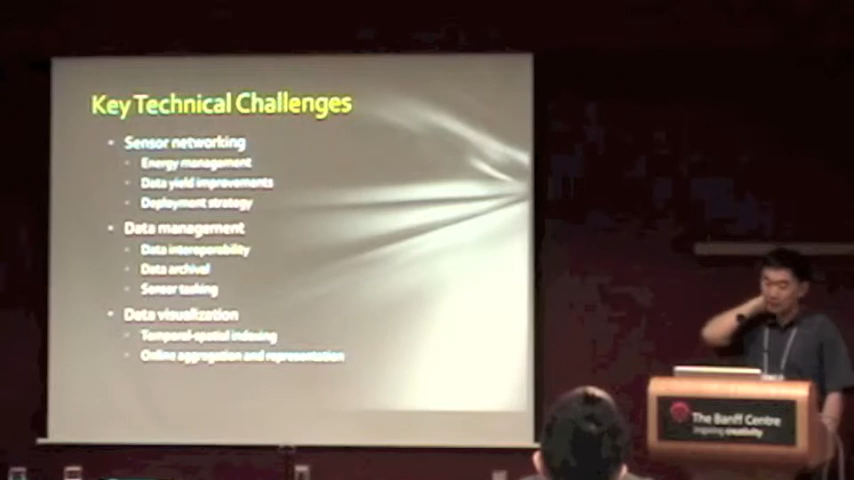 Key Technical Challenges
Sensor networking
Energy management
Data yield improvements
Deployment strategy
Data management
Data interoperability
Data archival
Sensor tasking
Data visualization
Temporal-spatial indexing
Online aggregation and representation
The Banff Centre
inspiring creativity